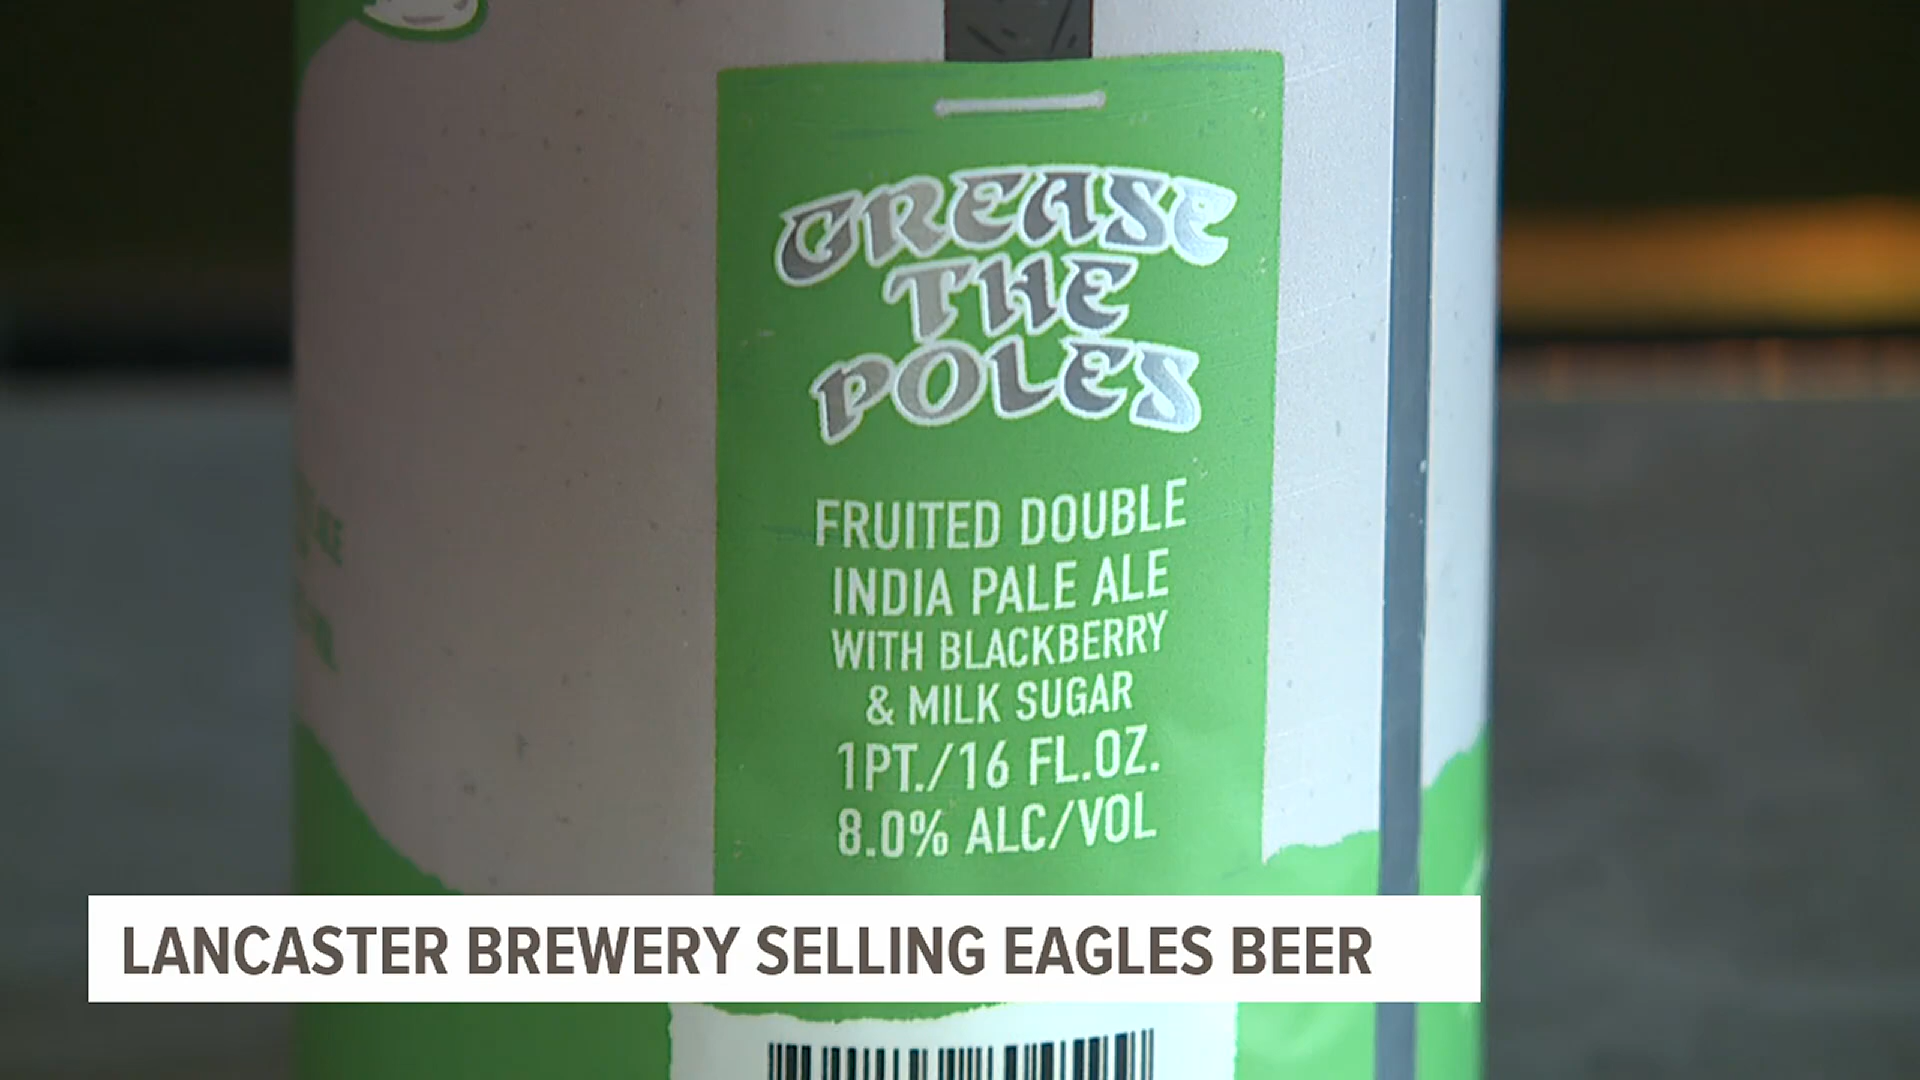 GREASE
THE
POLES
FRUITED DOUBLE
INDIA PALE ALE
WITH BLACKBERRY
& MILK SUGAR
1PT./16 FL.OZ.
8.0% ALC/VOL
LANCASTER BREWERY SELLING EAGLES BEER